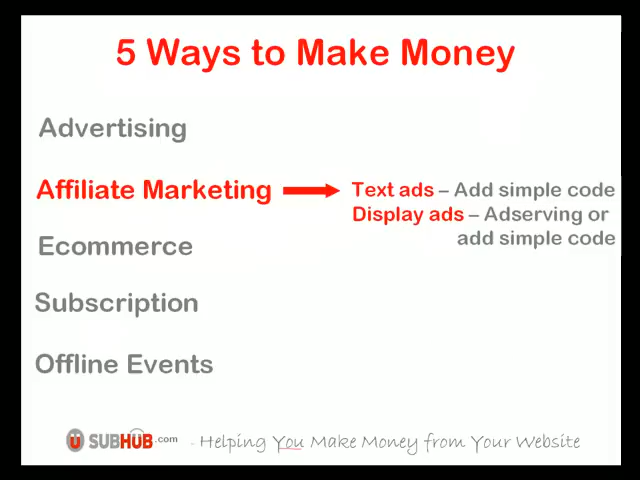 5 Ways to Make Money
Advertising
Affiliate Marketing
Text ads – Add simple code
Display ads – Adserving or
add simple code
Ecommerce
Subscription
Offline Events
SUBHUB.com - Helping You Make Money from Your Website